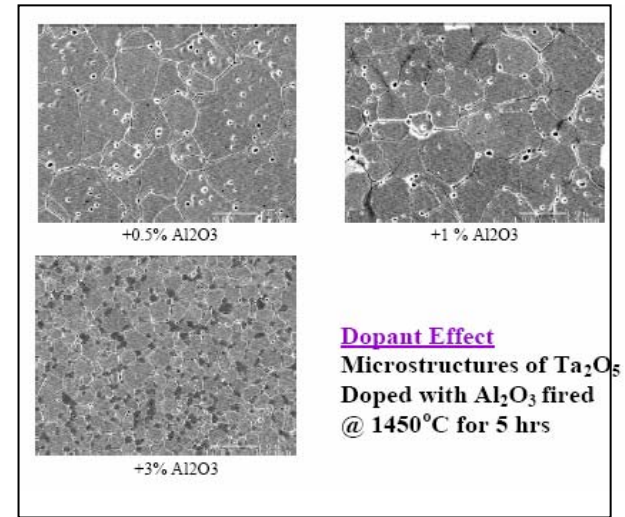 +0.5% Al2O3
+1 % Al2O3
+3% Al2O3
Dopant Effect
Microstructures of Ta₂O₅
Doped with Al₂O₃ fired
@ 1450°C for 5 hrs